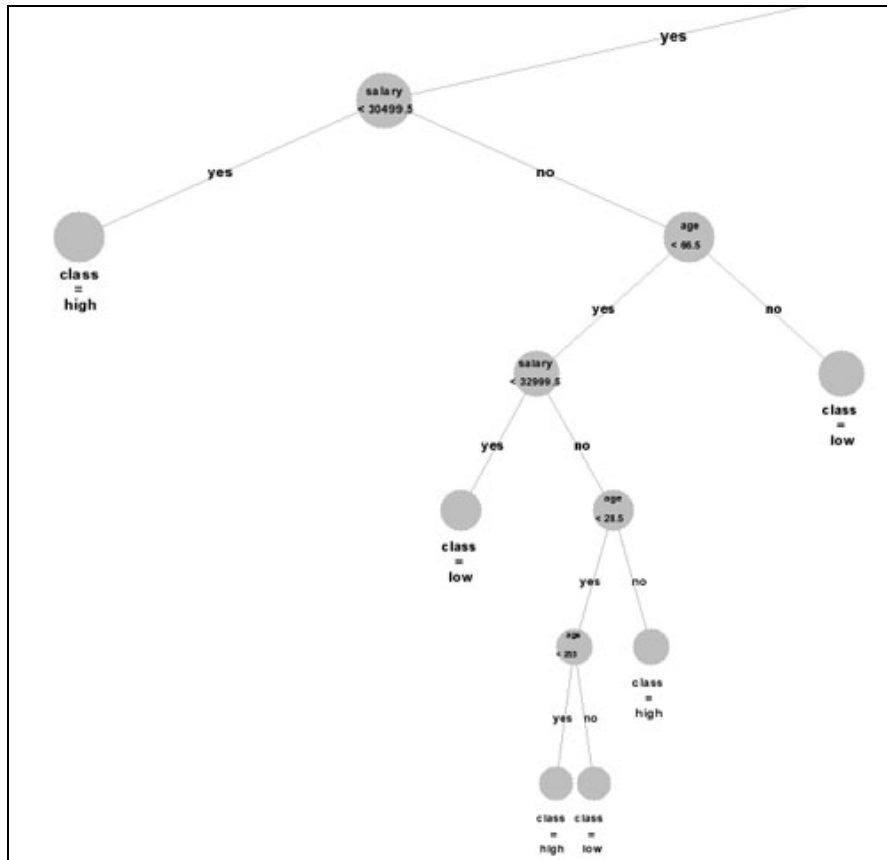 yes
salary
< 30499.5
yes
no
class
=
high
age
< 66.5
yes
no
salary
< 32999.5
class
=
low
yes
no
class
=
low
age
< 28.5
yes
no
age
<
class
=
high
yes
no
class
=
high
class
=
low